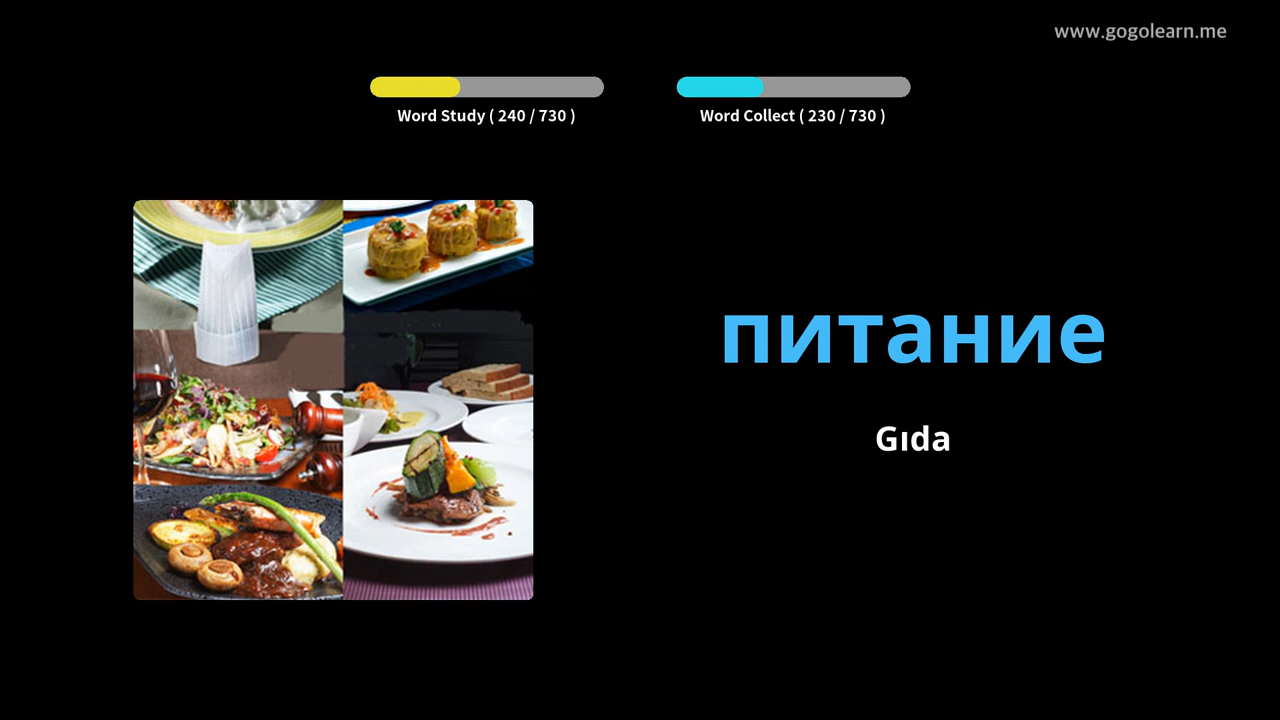 www.gogolearn.me
Word Study ( 240 / 730 )
Word Collect ( 230 / 730 )
питание
Gıda